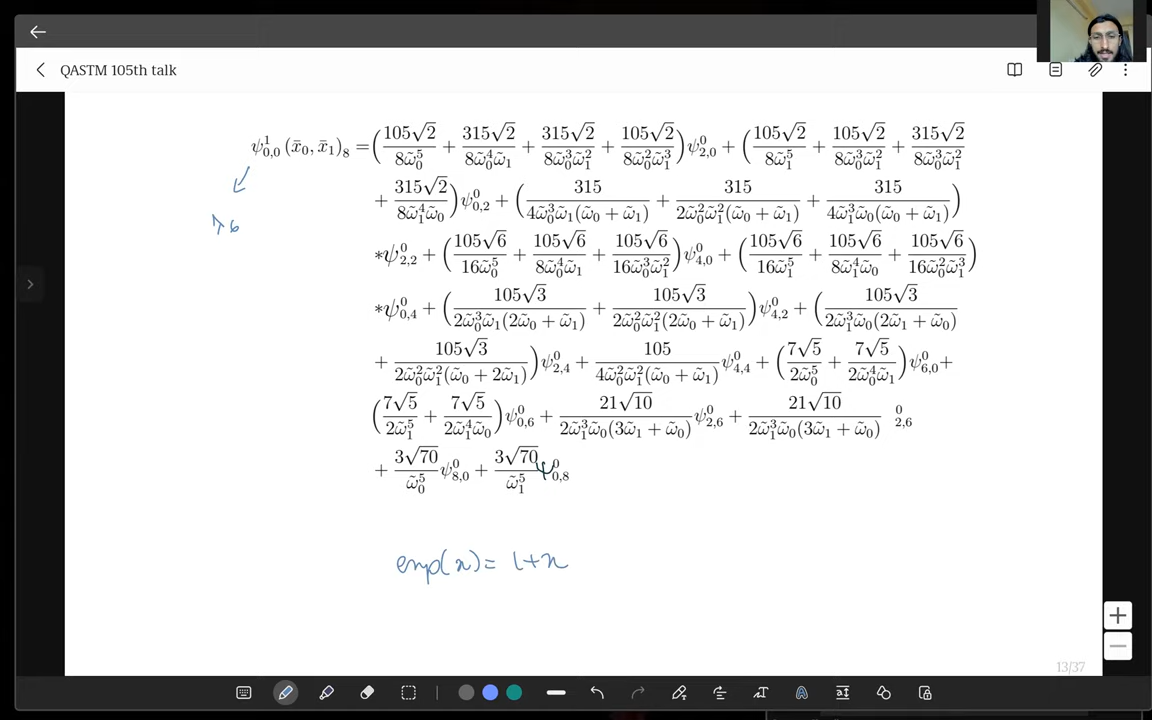 QASTM 105th talk
ψ¹₀,₀ (x̄₀, x̄₁)₈ = (105√2/8ω̃₀⁵ + 315√2/8ω̃₀⁴ω̃₁ + 315√2/8ω̃₀³ω̃₁² + 105√2/8ω̃₀²ω̃₁³)ψ⁰₂,₀ + (105√2/8ω̃₁⁵ + 105√2/8ω̃₀³ω̃₁² + 315√2/8ω̃₀³ω̃₁²
+ 315√2/8ω̃₁⁴ω̃₀)ψ⁰₀,₂ + (315/4ω̃₀³ω̃₁(ω̃₀ + ω̃₁) + 315/2ω̃₀²ω̃₁²(ω̃₀ + ω̃₁) + 315/4ω̃₁³ω̃₀(ω̃₀ + ω̃₁))
*ψ⁰₂,₂ + (105√6/16ω̃₀⁵ + 105√6/8ω̃₀⁴ω̃₁ + 105√6/16ω̃₀³ω̃₁²)ψ⁰₄,₀ + (105√6/16ω̃₁⁵ + 105√6/8ω̃₁⁴ω̃₀ + 105√6/16ω̃₀²ω̃₁³)
*ψ⁰₀,₄ + (105√3/2ω̃₀³ω̃₁(2ω̃₀ + ω̃₁) + 105√3/2ω̃₀²ω̃₁²(2ω̃₀ + ω̃₁))ψ⁰₄,₂ + (105√3/2ω̃₁³ω̃₀(2ω̃₁ + ω̃₀)
+ 105√3/2ω̃₀²ω̃₁²(ω̃₀ + 2ω̃₁))ψ⁰₂,₄ + 105/4ω̃₀²ω̃₁²(ω̃₀ + ω̃₁) ψ⁰₄,₄ + (7√5/2ω̃₀⁵ + 7√5/2ω̃₀⁴ω̃₁)ψ⁰₆,₀ +
(7√5/2ω̃₁⁵ + 7√5/2ω̃₁⁴ω̃₀)ψ⁰₀,₆ + 21√10/2ω̃₁³ω̃₀(3ω̃₁ + ω̃₀) ψ⁰₂,₆ + 21√10/2ω̃₁³ω̃₀(3ω̃₁ + ω̃₀) ⁰₂,₆
+ 3√70/ω̃₀⁵ ψ⁰₈,₀ + 3√70/ω̃₁⁵ ψ⁰₀,₈
exp(x) = 1+x
13/37